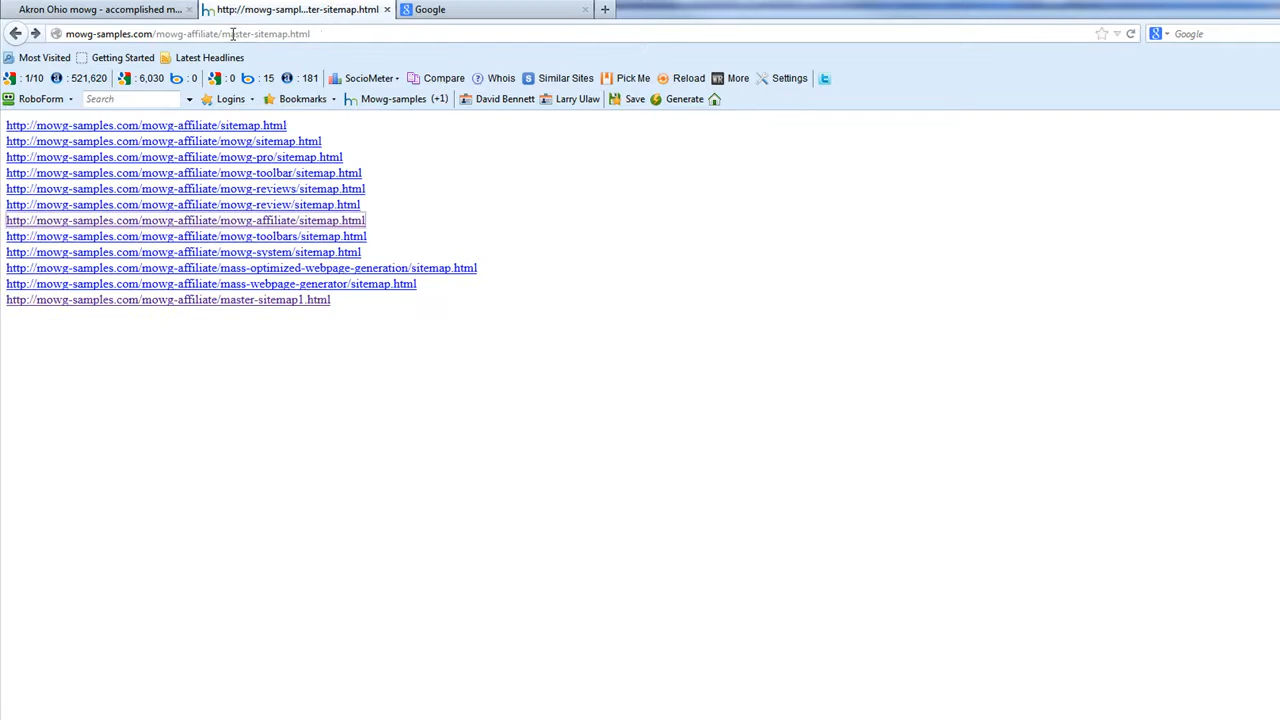 Akron Ohio mowg - accomplished m... http://mowg-sampl...ter-sitemap.html Google
mowg-samples.com/mowg-affiliate/master-sitemap.html Google
Most Visited Getting Started Latest Headlines
: 1/10 : 521,620 : 6,030 : 0 : 0 : 15 : 181 SocioMeter Compare Whois Similar Sites Pick Me Reload More Settings
RoboForm Search Logins Bookmarks Mowg-samples (+1) David Bennett Larry Ulaw Save Generate
http://mowg-samples.com/mowg-affiliate/sitemap.html
http://mowg-samples.com/mowg-affiliate/mowg/sitemap.html
http://mowg-samples.com/mowg-affiliate/mowg-pro/sitemap.html
http://mowg-samples.com/mowg-affiliate/mowg-toolbar/sitemap.html
http://mowg-samples.com/mowg-affiliate/mowg-reviews/sitemap.html
http://mowg-samples.com/mowg-affiliate/mowg-review/sitemap.html
http://mowg-samples.com/mowg-affiliate/mowg-affiliate/sitemap.html
http://mowg-samples.com/mowg-affiliate/mowg-toolbars/sitemap.html
http://mowg-samples.com/mowg-affiliate/mowg-system/sitemap.html
http://mowg-samples.com/mowg-affiliate/mass-optimized-webpage-generation/sitemap.html
http://mowg-samples.com/mowg-affiliate/mass-webpage-generator/sitemap.html
http://mowg-samples.com/mowg-affiliate/master-sitemap1.html